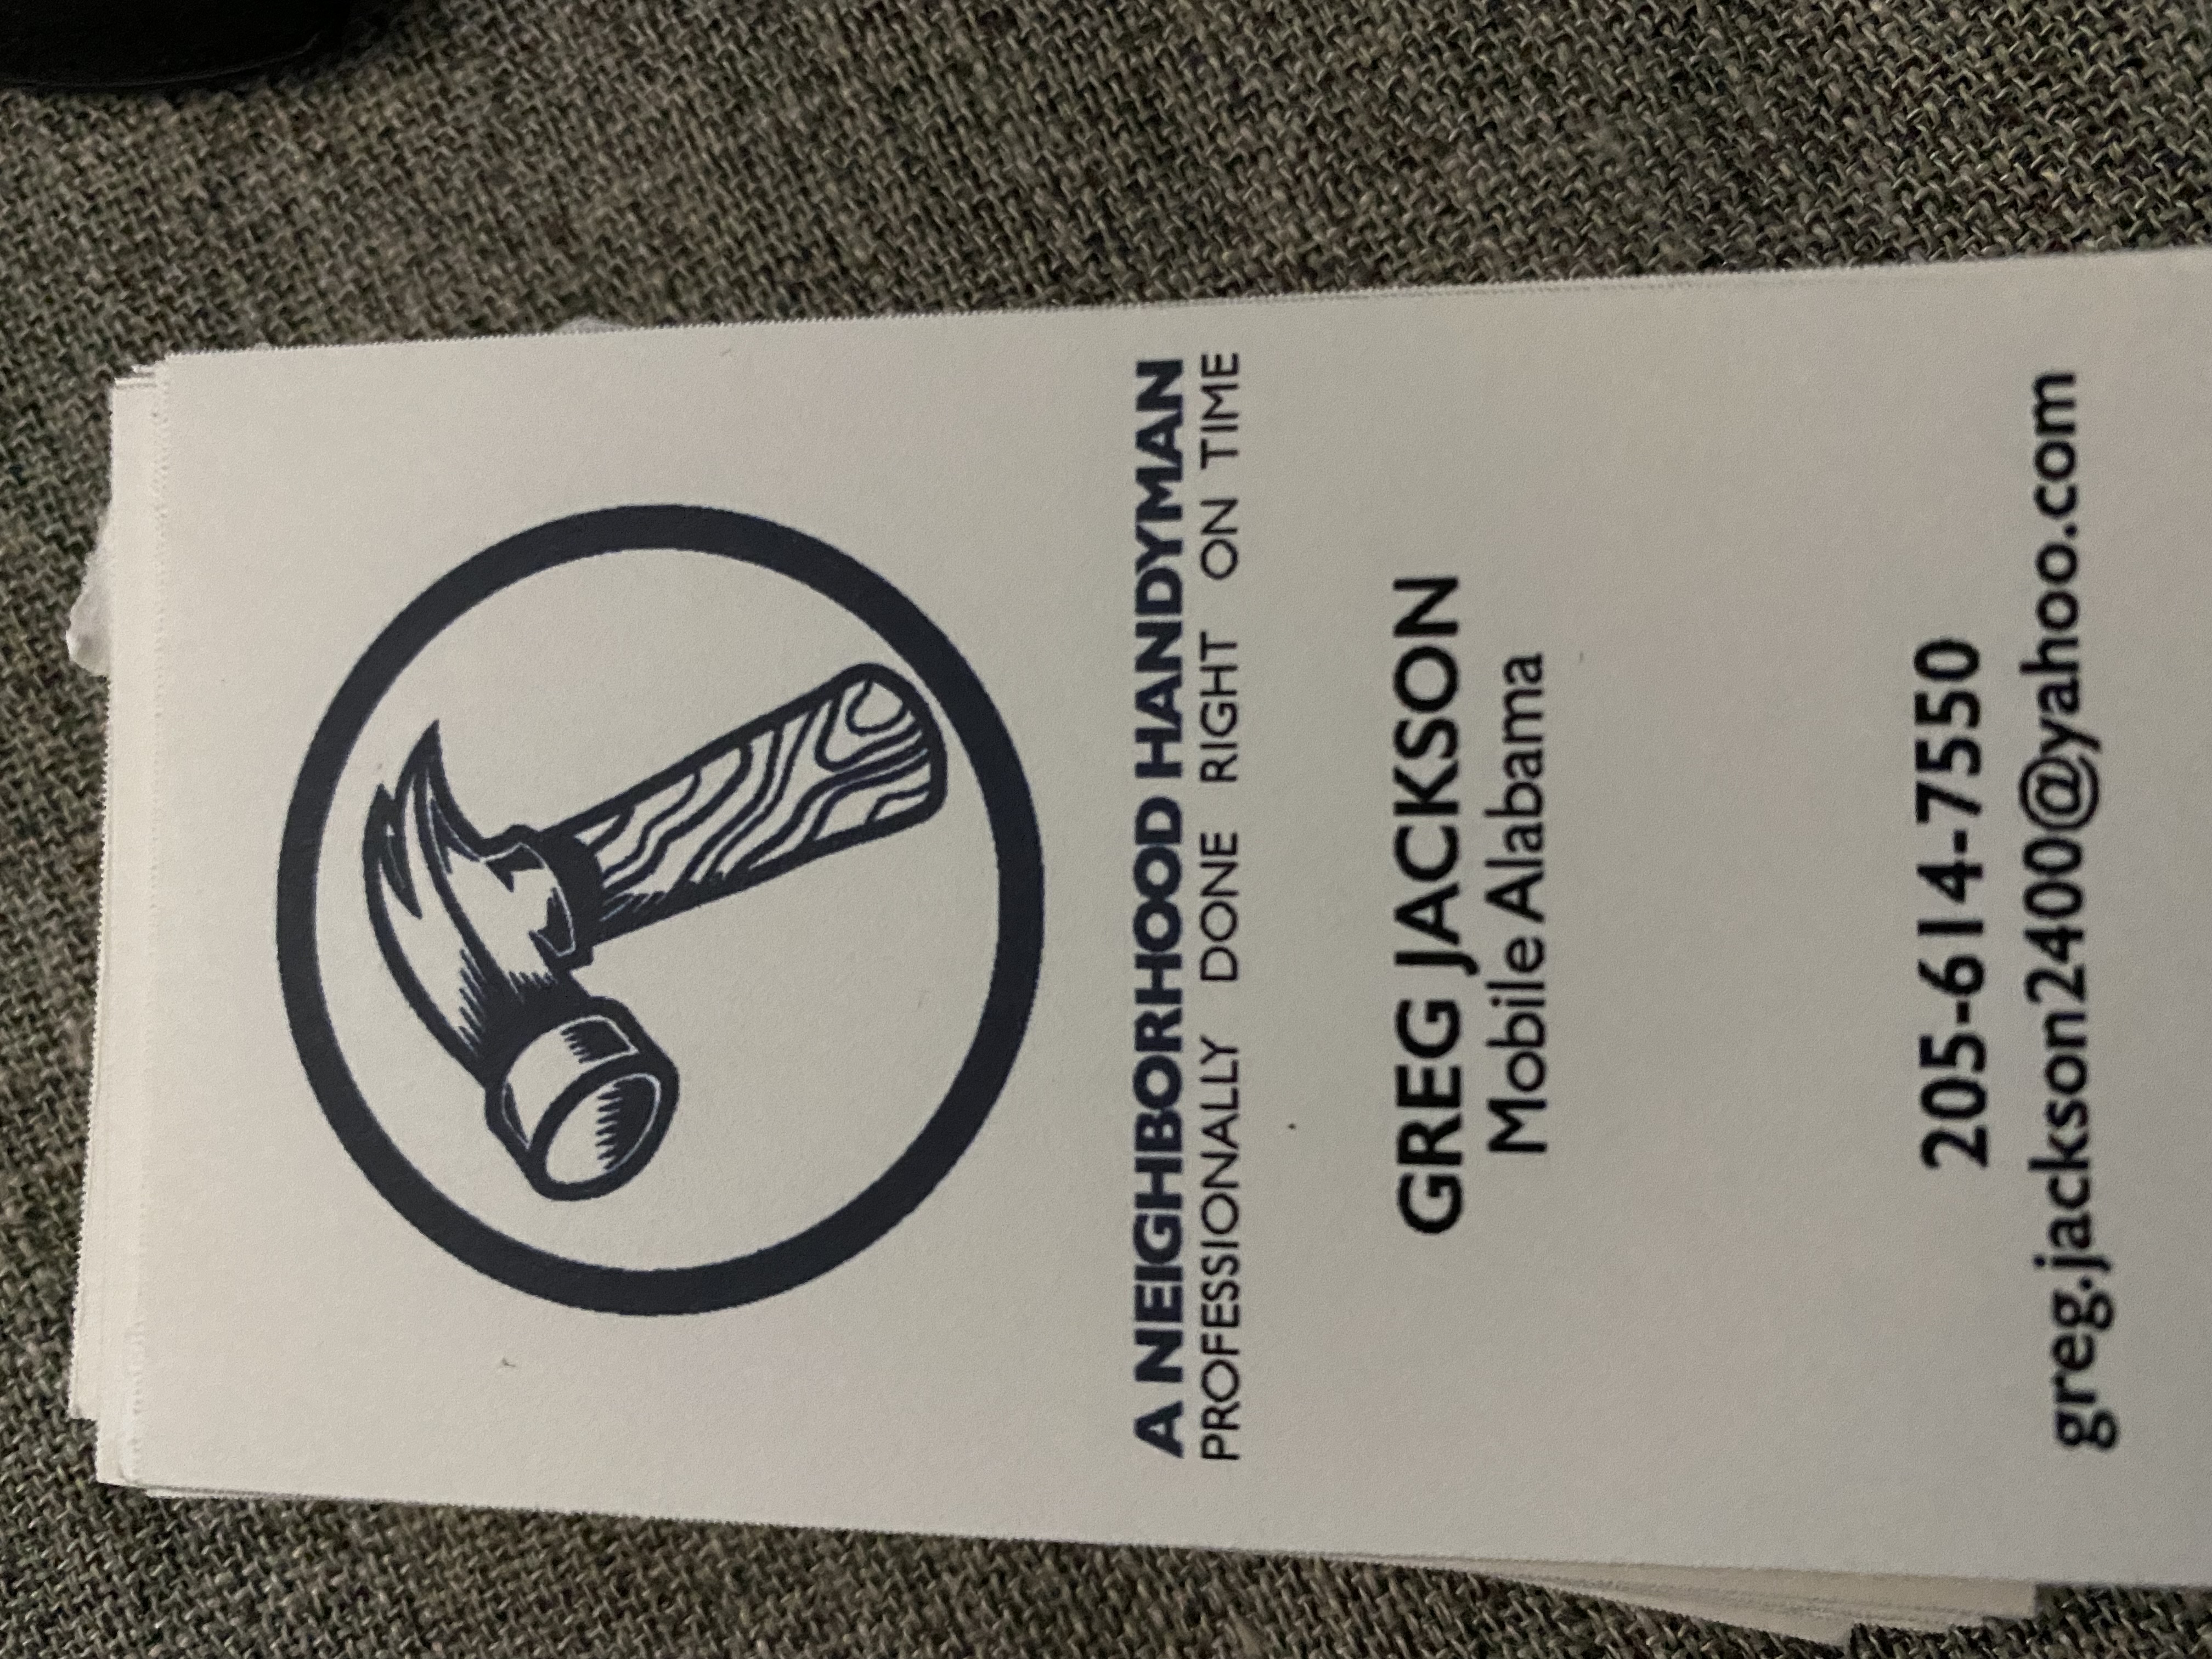 A NEIGHBORHOOD HANDYMAN
PROFESSIONALLY DONE RIGHT ON TIME
GREG JACKSON
Mobile Alabama
205-614-7550
greg.jackson2400@yahoo.com